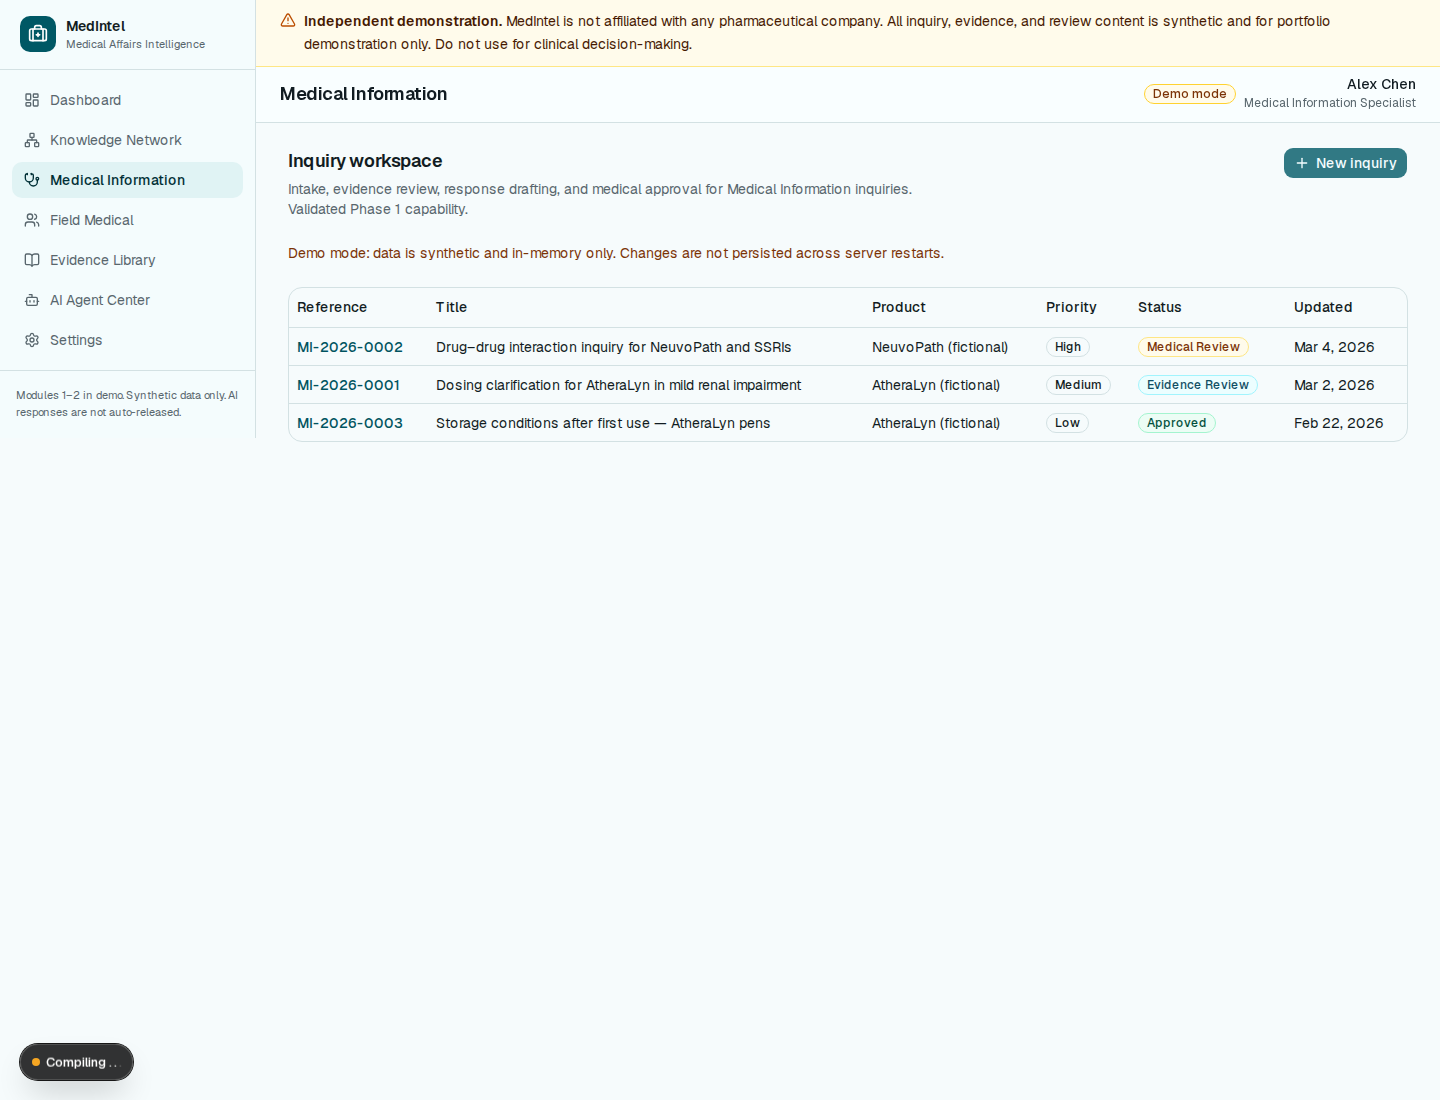 MedIntel
Medical Affairs Intelligence
Dashboard
Knowledge Network
Medical Information
Field Medical
Evidence Library
AI Agent Center
Settings
Modules 1–2 in demo. Synthetic data only. AI
responses are not auto-released.
Independent demonstration. MedIntel is not affiliated with any pharmaceutical company. All inquiry, evidence, and review content is synthetic and for portfolio
demonstration only. Do not use for clinical decision-making.
Medical Information
Demo mode
Alex Chen
Medical Information Specialist
Inquiry workspace
New inquiry
Intake, evidence review, response drafting, and medical approval for Medical Information inquiries.
Validated Phase 1 capability.
Demo mode: data is synthetic and in-memory only. Changes are not persisted across server restarts.
Reference Title Product Priority Status Updated
MI-2026-0002 Drug–drug interaction inquiry for NeuvoPath and SSRIs NeuvoPath (fictional) High Medical Review Mar 4, 2026
MI-2026-0001 Dosing clarification for AtheraLyn in mild renal impairment AtheraLyn (fictional) Medium Evidence Review Mar 2, 2026
MI-2026-0003 Storage conditions after first use — AtheraLyn pens AtheraLyn (fictional) Low Approved Feb 22, 2026
Compiling ...